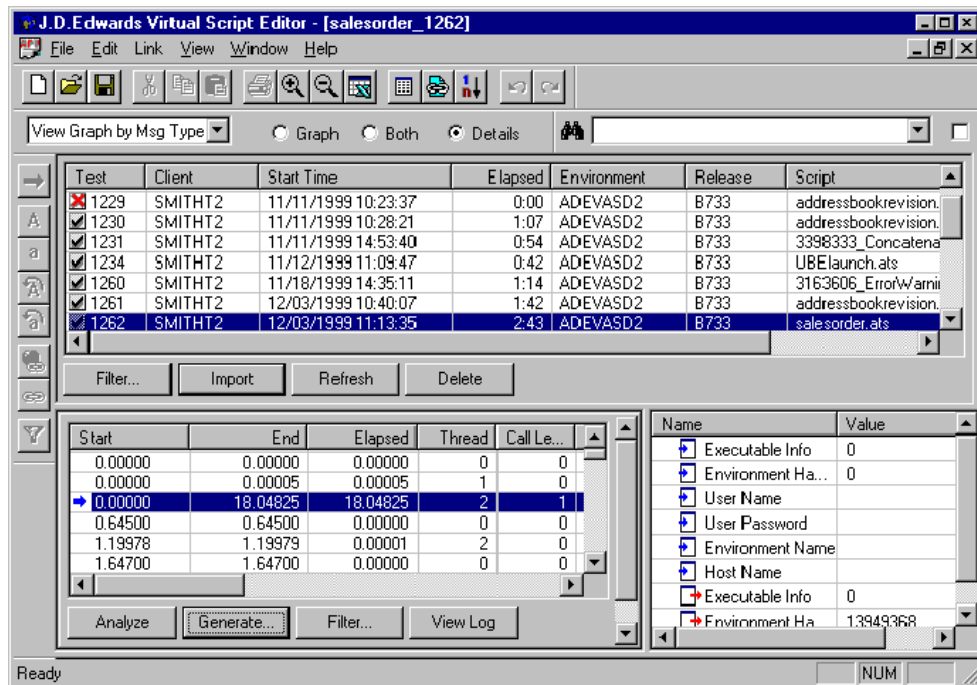 J.D.Edwards Virtual Script Editor - [salesorder_1262]
File Edit Link View Window Help
View Graph by Msg Type Graph Both Details
Test Client Start Time Elapsed Environment Release Script
1229 SMITHT2 11/11/1999 10:23:37 0:00 ADEVASD2 B733 addressbookrevision.
1230 SMITHT2 11/11/1999 10:28:21 1:07 ADEVASD2 B733 addressbookrevision.
1231 SMITHT2 11/11/1999 14:53:40 0:54 ADEVASD2 B733 3398333_Concatena
1234 SMITHT2 11/12/1999 11:09:47 0:42 ADEVASD2 B733 UBElaunch.ats
1260 SMITHT2 11/18/1999 14:35:11 1:14 ADEVASD2 B733 3163606_ErrorWarnin
1261 SMITHT2 12/03/1999 10:40:07 1:42 ADEVASD2 B733 addressbookrevision.
1262 SMITHT2 12/03/1999 11:13:35 2:43 ADEVASD2 B733 salesorder.ats
Filter... Import Refresh Delete
Start End Elapsed Thread Call Le...
0.00000 0.00000 0.00000 0 0
0.00000 0.00005 0.00005 1 0
0.00000 18.04825 18.04825 2 1
0.64500 0.64500 0.00000 0 0
1.19978 1.19979 0.00001 2 0
1.64700 1.64700 0.00000 0 0
Analyze Generate... Filter... View Log
Name Value
Executable Info 0
Environment Ha... 0
User Name
User Password
Environment Name
Host Name
Executable Info 0
Environment Ha 13949368
Ready NUM